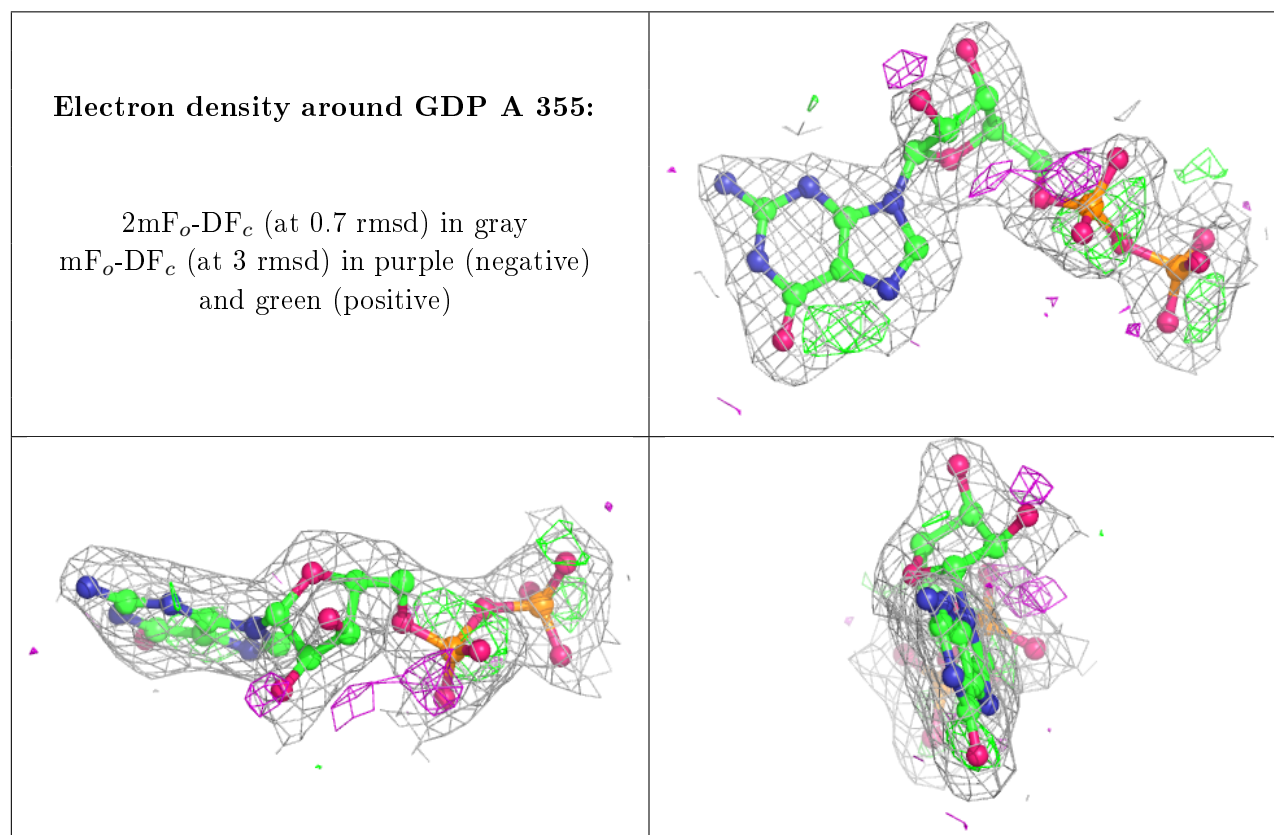 Electron density around GDP A 355:
2mFo-DFc (at 0.7 rmsd) in gray
mFo-DFc (at 3 rmsd) in purple (negative)
and green (positive)